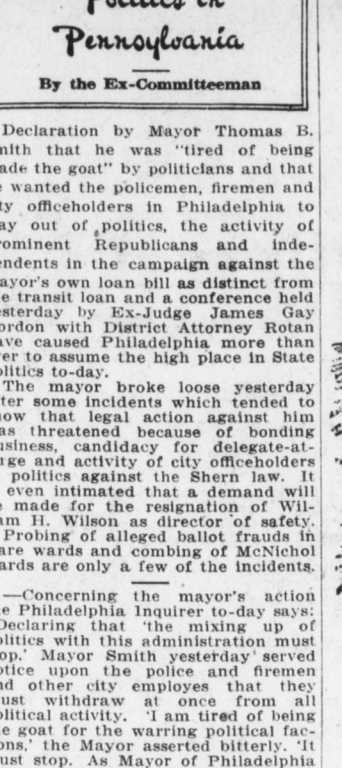 Politics in
Pennsylvania
By the Ex-Committeeman
Declaration by Mayor Thomas B.
mith that he was "tired of being
ade the goat" by politicians and that
e wanted the policemen, firemen and
ty officeholders in Philadelphia to
ay out of politics, the activity of
rominent Republicans and inde-
endents in the campaign against the
ayor's own loan bill as distinct from
e transit loan and a conference held
esterday by Ex-Judge James Gay
ordon with District Attorney Rotan
ave caused Philadelphia more than
er to assume the high place in State
olitics to-day.
The mayor broke loose yesterday
ter some incidents which tended to
ow that legal action against him
as threatened because of bonding
usiness, candidacy for delegate-at-
rge and activity of city officeholders
politics against the Shern law. It
even intimated that a demand will
e made for the resignation of Wil-
am H. Wilson as director of safety.
Probing of alleged ballot frauds in
are wards and combing of McNichol
ards are only a few of the incidents.
—Concerning the mayor's action
e Philadelphia Inquirer to-day says:
Declaring that 'the mixing up of
olitics with this administration must
op.' Mayor Smith yesterday served
otice upon the police and firemen
nd other city employes that they
ust withdraw at once from all
olitical activity. 'I am tired of being
e goat for the warring political fac-
ons,' the Mayor asserted bitterly. 'It
ust stop. As Mayor of Philadelphia